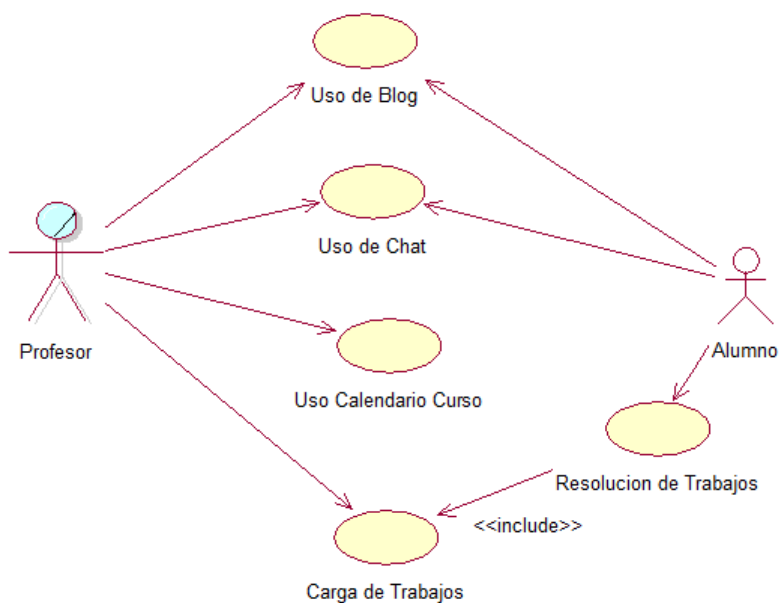 Uso de Blog
Uso de Chat
Profesor
Alumno
Uso Calendario Curso
Resolucion de Trabajos
<<include>>
Carga de Trabajos